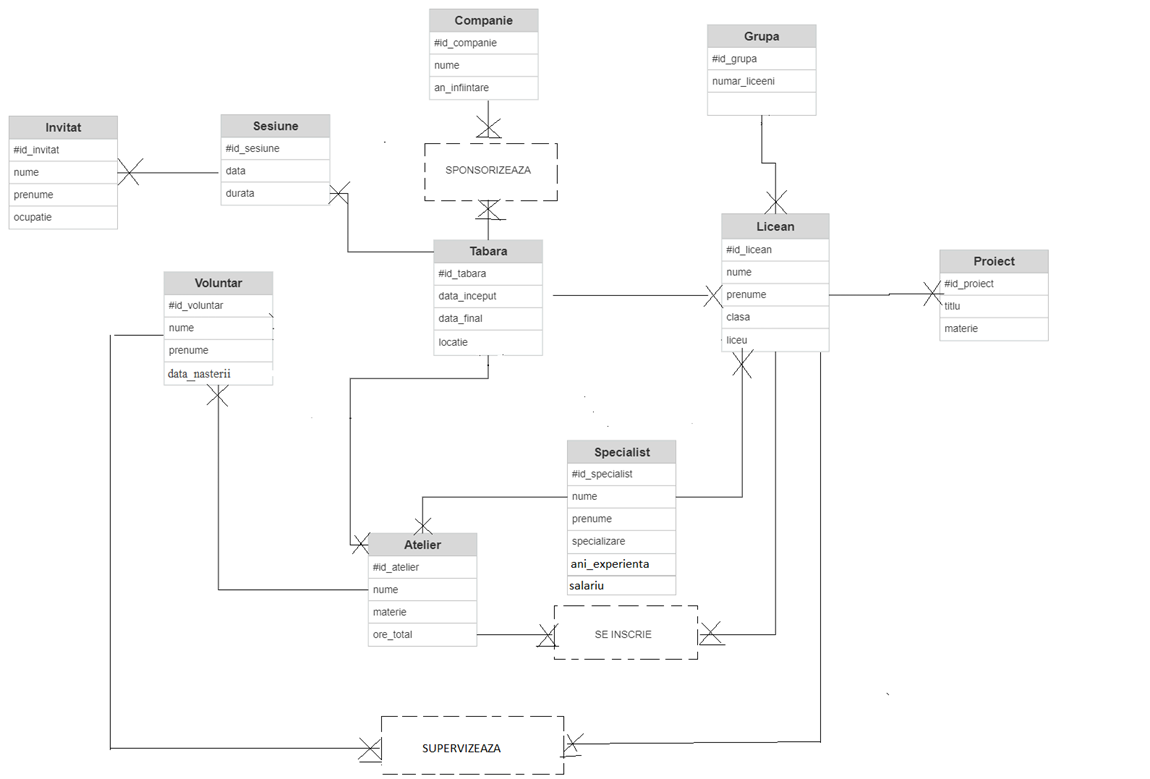 Companie
#id_companie
nume
an_infiintare
Grupa
#id_grupa
numar_liceeni
Invitat
#id_invitat
nume
prenume
ocupatie
Sesiune
#id_sesiune
data
durata
SPONSORIZEAZA
Tabara
#id_tabara
data_inceput
data_final
locatie
Licean
#id_licean
nume
prenume
clasa
liceu
Proiect
#id_proiect
titlu
materie
Voluntar
#id_voluntar
nume
prenume
data_nasterii
Specialist
#id_specialist
nume
prenume
specializare
ani_experienta
salariu
Atelier
#id_atelier
nume
materie
ore_total
SE INSCRIE
SUPERVIZEAZA